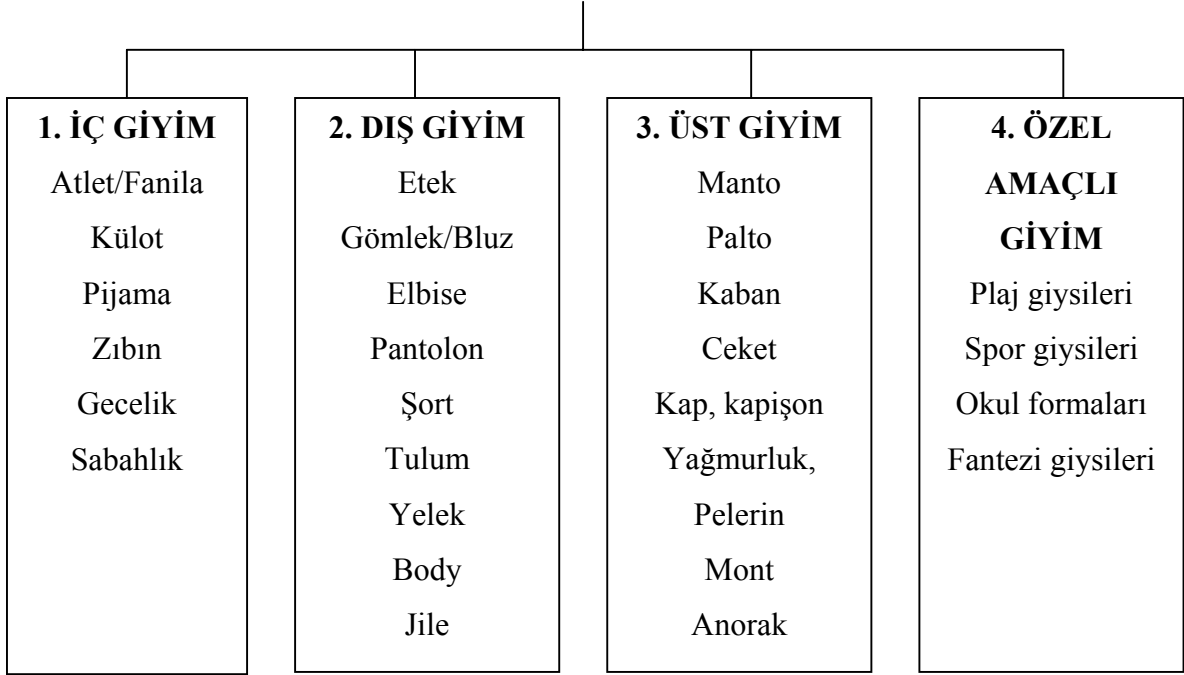 1. İÇ GİYİM
Atlet/Fanila
Külot
Pijama
Zıbın
Gecelik
Sabahlık
2. DIŞ GİYİM
Etek
Gömlek/Bluz
Elbise
Pantolon
Şort
Tulum
Yelek
Body
Jile
3. ÜST GİYİM
Manto
Palto
Kaban
Ceket
Kap, kapişon
Yağmurluk,
Pelerin
Mont
Anorak
4. ÖZEL
AMAÇLI
GİYİM
Plaj giysileri
Spor giysileri
Okul formaları
Fantezi giysileri